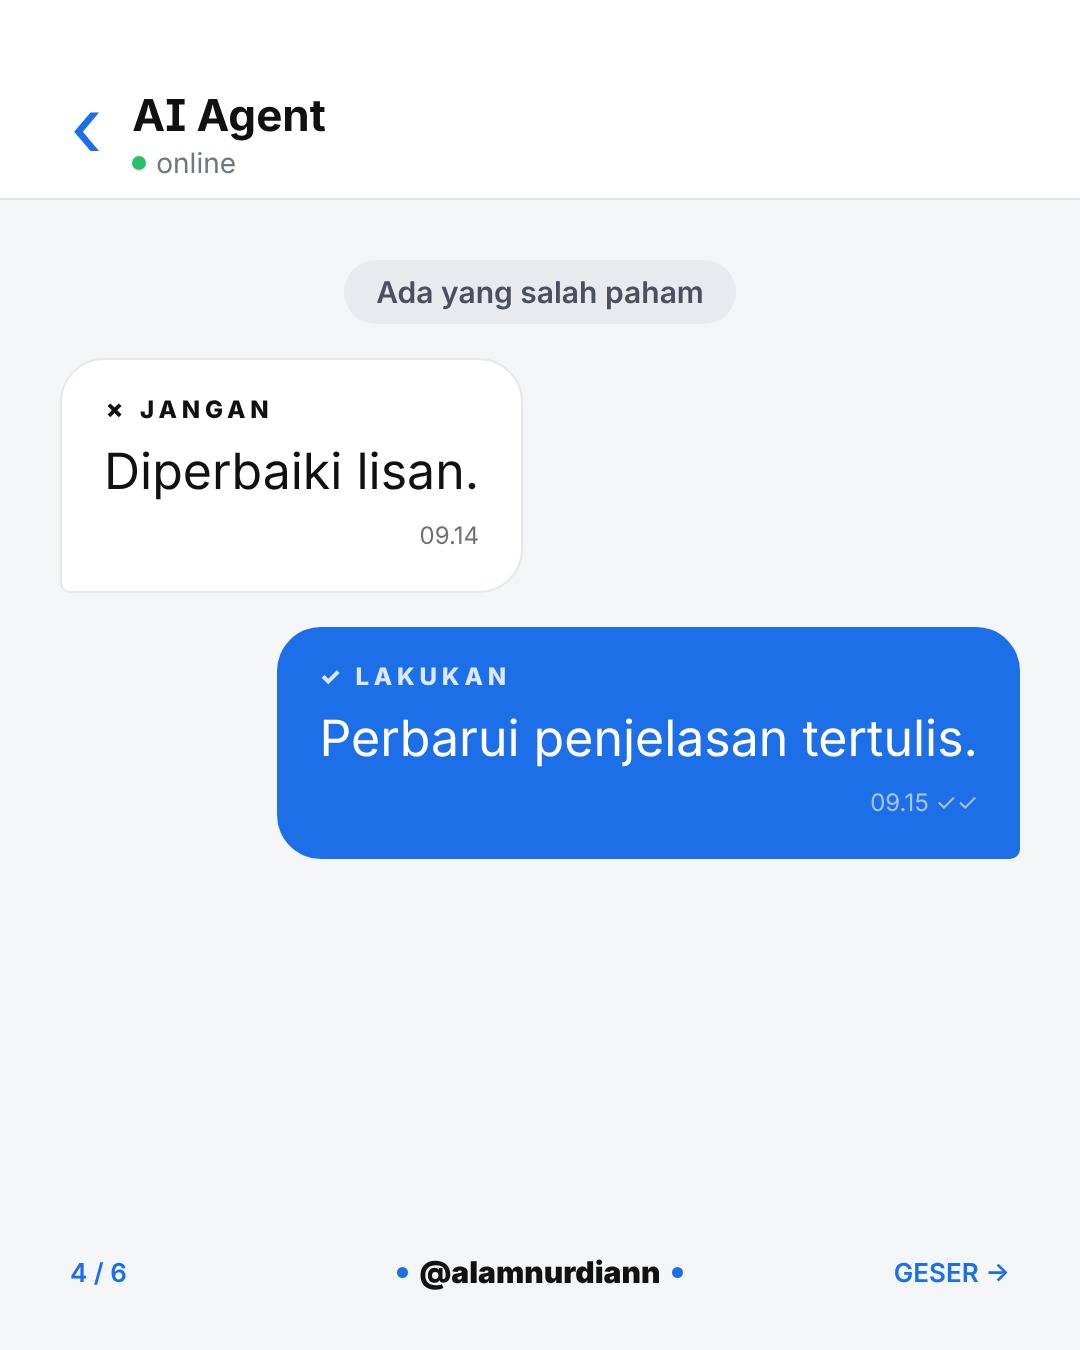 AI Agent
online
Ada yang salah paham
× JANGAN
Diperbaiki lisan.
09.14
✓ LAKUKAN
Perbarui penjelasan tertulis.
09.15 ✓✓
4 / 6
• @alamnurdiann •
GESER →